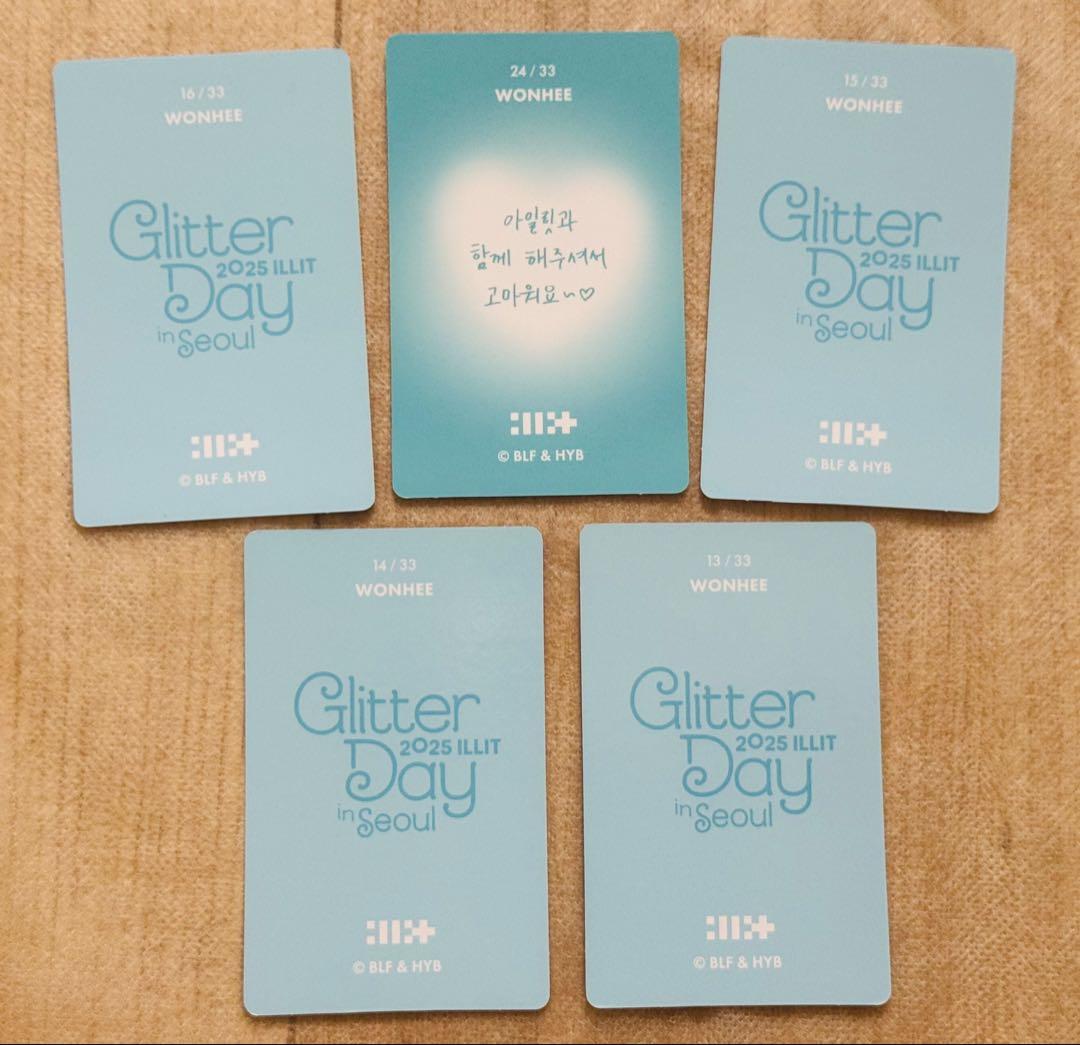 16 / 33
WONHEE
Glitter
Day
2025 ILLIT
in Seoul
© BLF & HYB
24 / 33
WONHEE
아일릿과
함께 해주셔서
고마워요~♡
© BLF & HYB
15 / 33
WONHEE
Glitter
Day
2025 ILLIT
in Seoul
© BLF & HYB
14 / 33
WONHEE
Glitter
Day
2025 ILLIT
in Seoul
© BLF & HYB
13 / 33
WONHEE
Glitter
Day
2025 ILLIT
in Seoul
© BLF & HYB